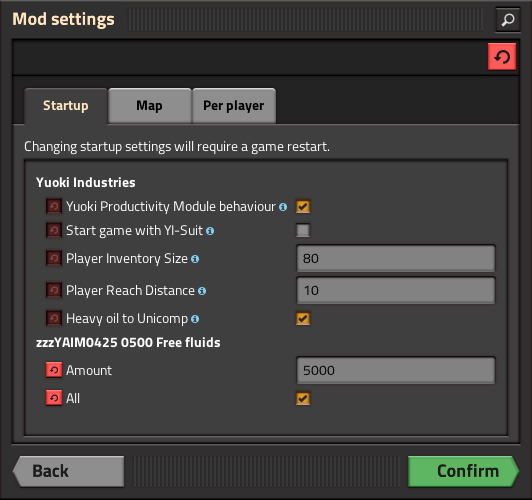 Mod settings
Startup
Map
Per player
Changing startup settings will require a game restart.
Yuoki Industries
Yuoki Productivity Module behaviour
Start game with YI-Suit
Player Inventory Size
80
Player Reach Distance
10
Heavy oil to Unicomp
zzzYAIM0425 0500 Free fluids
Amount
5000
All
Back
Confirm